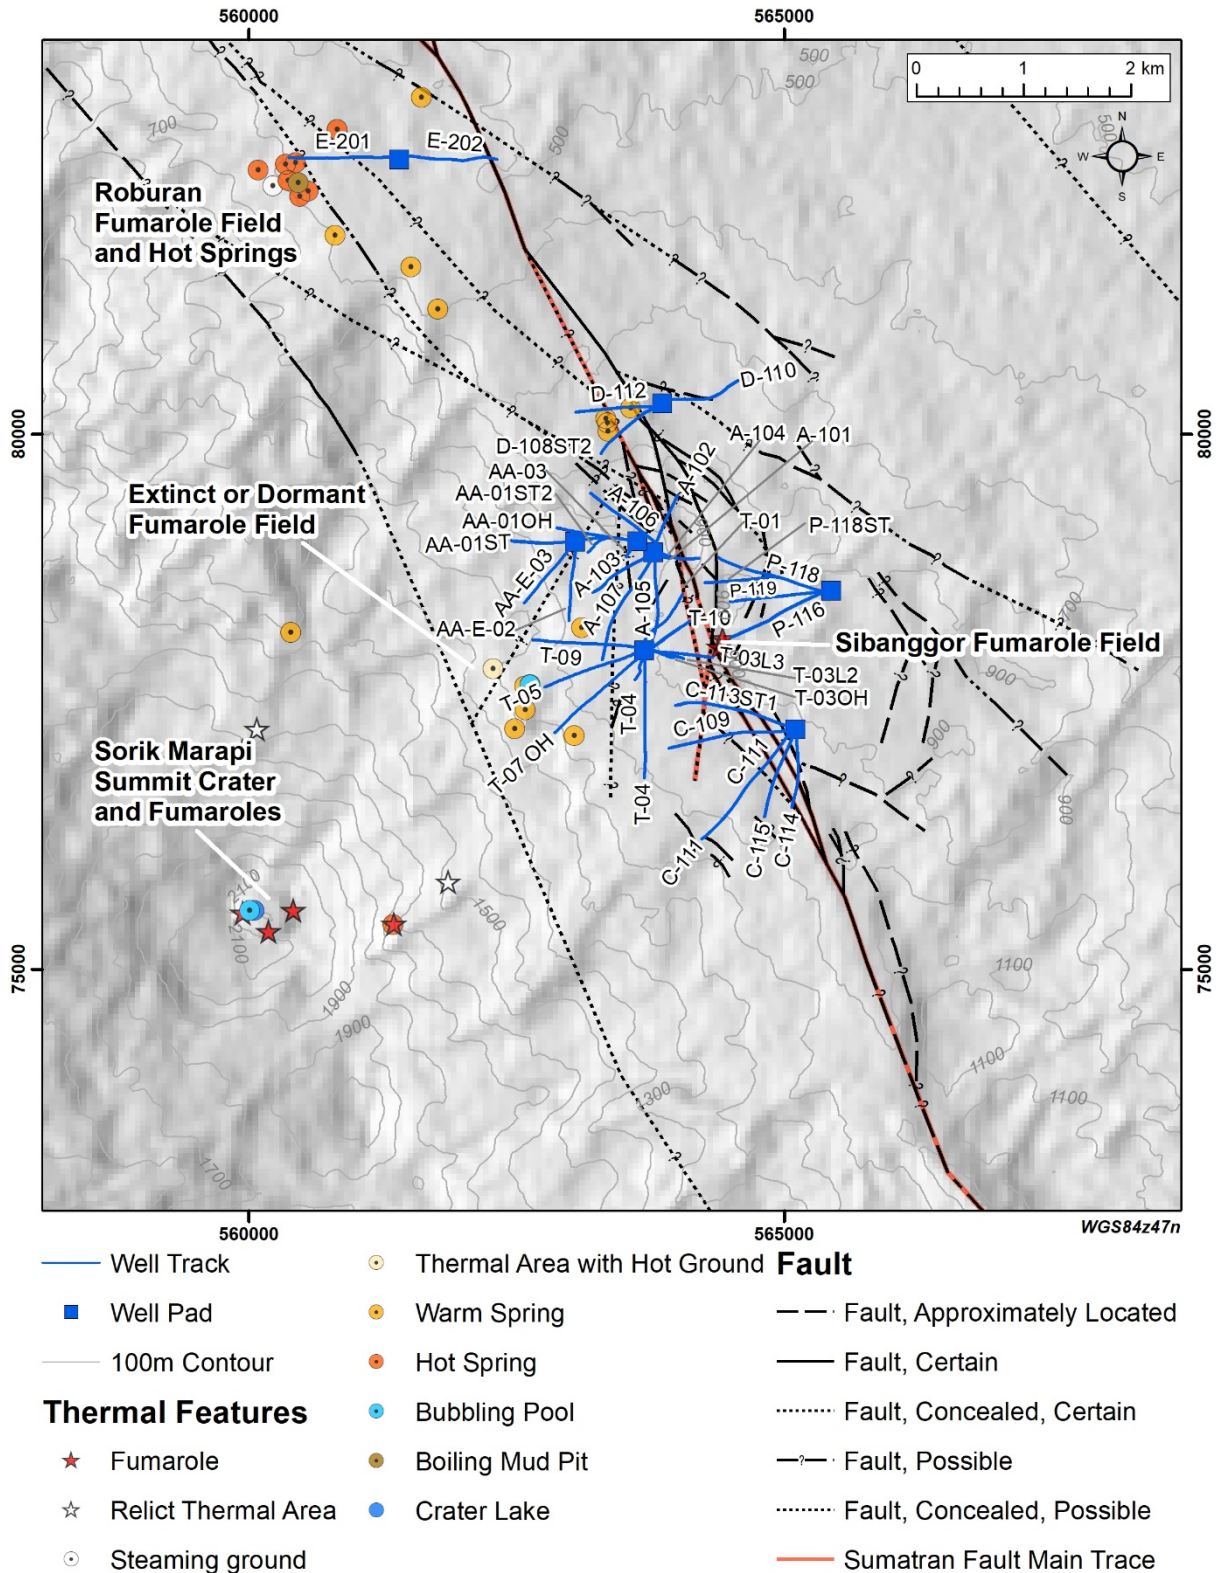 560000
565000
500
500
0 1 2 km
N
W E
S
500
700
500
E-201
E-202
Roburan
Fumarole Field
and Hot Springs
D-110
D-112
80000
80000
A-104
A-101
D-108ST2
A-102
AA-03
AA-01ST2
A-106
Extinct or Dormant
Fumarole Field
AA-01OH
T-01
P-118ST
AA-01ST
AA-E-03
A-103
P-118
P-119
A-107
A-105
P-116
700
AA-E-02
T-10
Sibanggor Fumarole Field
T-09
T-03L3
T-03L2
900
T-05
C-113ST1
T-03OH
T-04
C-109
900
Sorik Marapi
Summit Crater
and Fumaroles
T-07 OH
C-111
900
T-04
C-111
C-115
C-114
2100
1500
2100
75000
75000
1100
1900
1900
1100
1300
1100
1700
560000
565000
WGS84z47n
Well Track
Well Pad
100m Contour
Thermal Features
Fumarole
Relict Thermal Area
Steaming ground
Thermal Area with Hot Ground
Warm Spring
Hot Spring
Bubbling Pool
Boiling Mud Pit
Crater Lake
Fault
Fault, Approximately Located
Fault, Certain
Fault, Concealed, Certain
Fault, Possible
Fault, Concealed, Possible
Sumatran Fault Main Trace